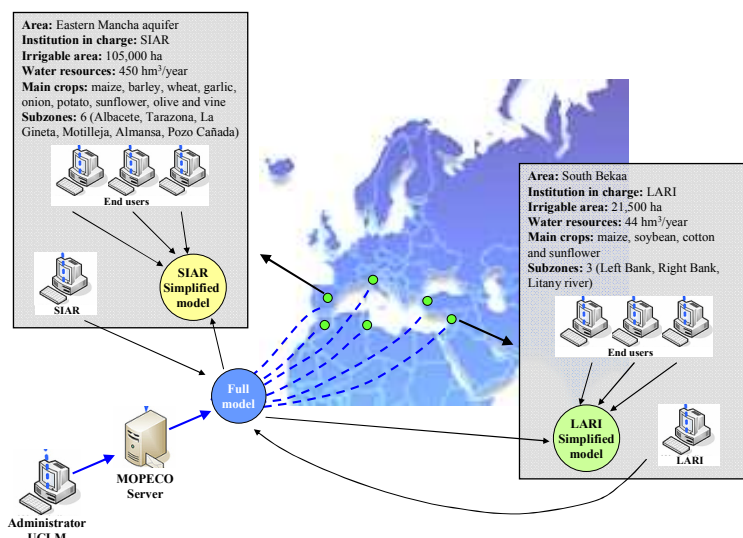 Area: Eastern Mancha aquifer
Institution in charge: SIAR
Irrigable area: 105,000 ha
Water resources: 450 hm³/year
Main crops: maize, barley, wheat, garlic,
onion, potato, sunflower, olive and vine
Subzones: 6 (Albacete, Tarazona, La
Gineta, Motilleja, Almansa, Pozo Cañada)
End users
SIAR
Simplified
model
SIAR
Area: South Bekaa
Institution in charge: LARI
Irrigable area: 21,500 ha
Water resources: 44 hm³/year
Main crops: maize, soybean, cotton
and sunflower
Subzones: 3 (Left Bank, Right Bank,
Litany river)
End users
LARI
Simplified
model
LARI
Full
model
MOPECO
Server
Administrator
UCLM